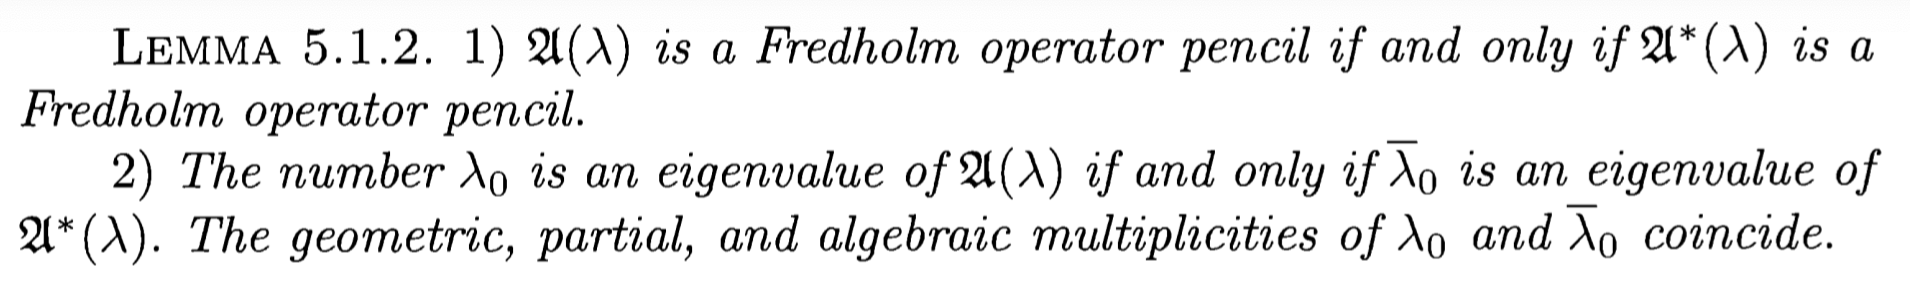 LEMMA 5.1.2. 1) 𝔄(λ) is a Fredholm operator pencil if and only if 𝔄*(λ) is a
Fredholm operator pencil.
2) The number λ₀ is an eigenvalue of 𝔄(λ) if and only if λ̄₀ is an eigenvalue of
𝔄*(λ). The geometric, partial, and algebraic multiplicities of λ₀ and λ̄₀ coincide.